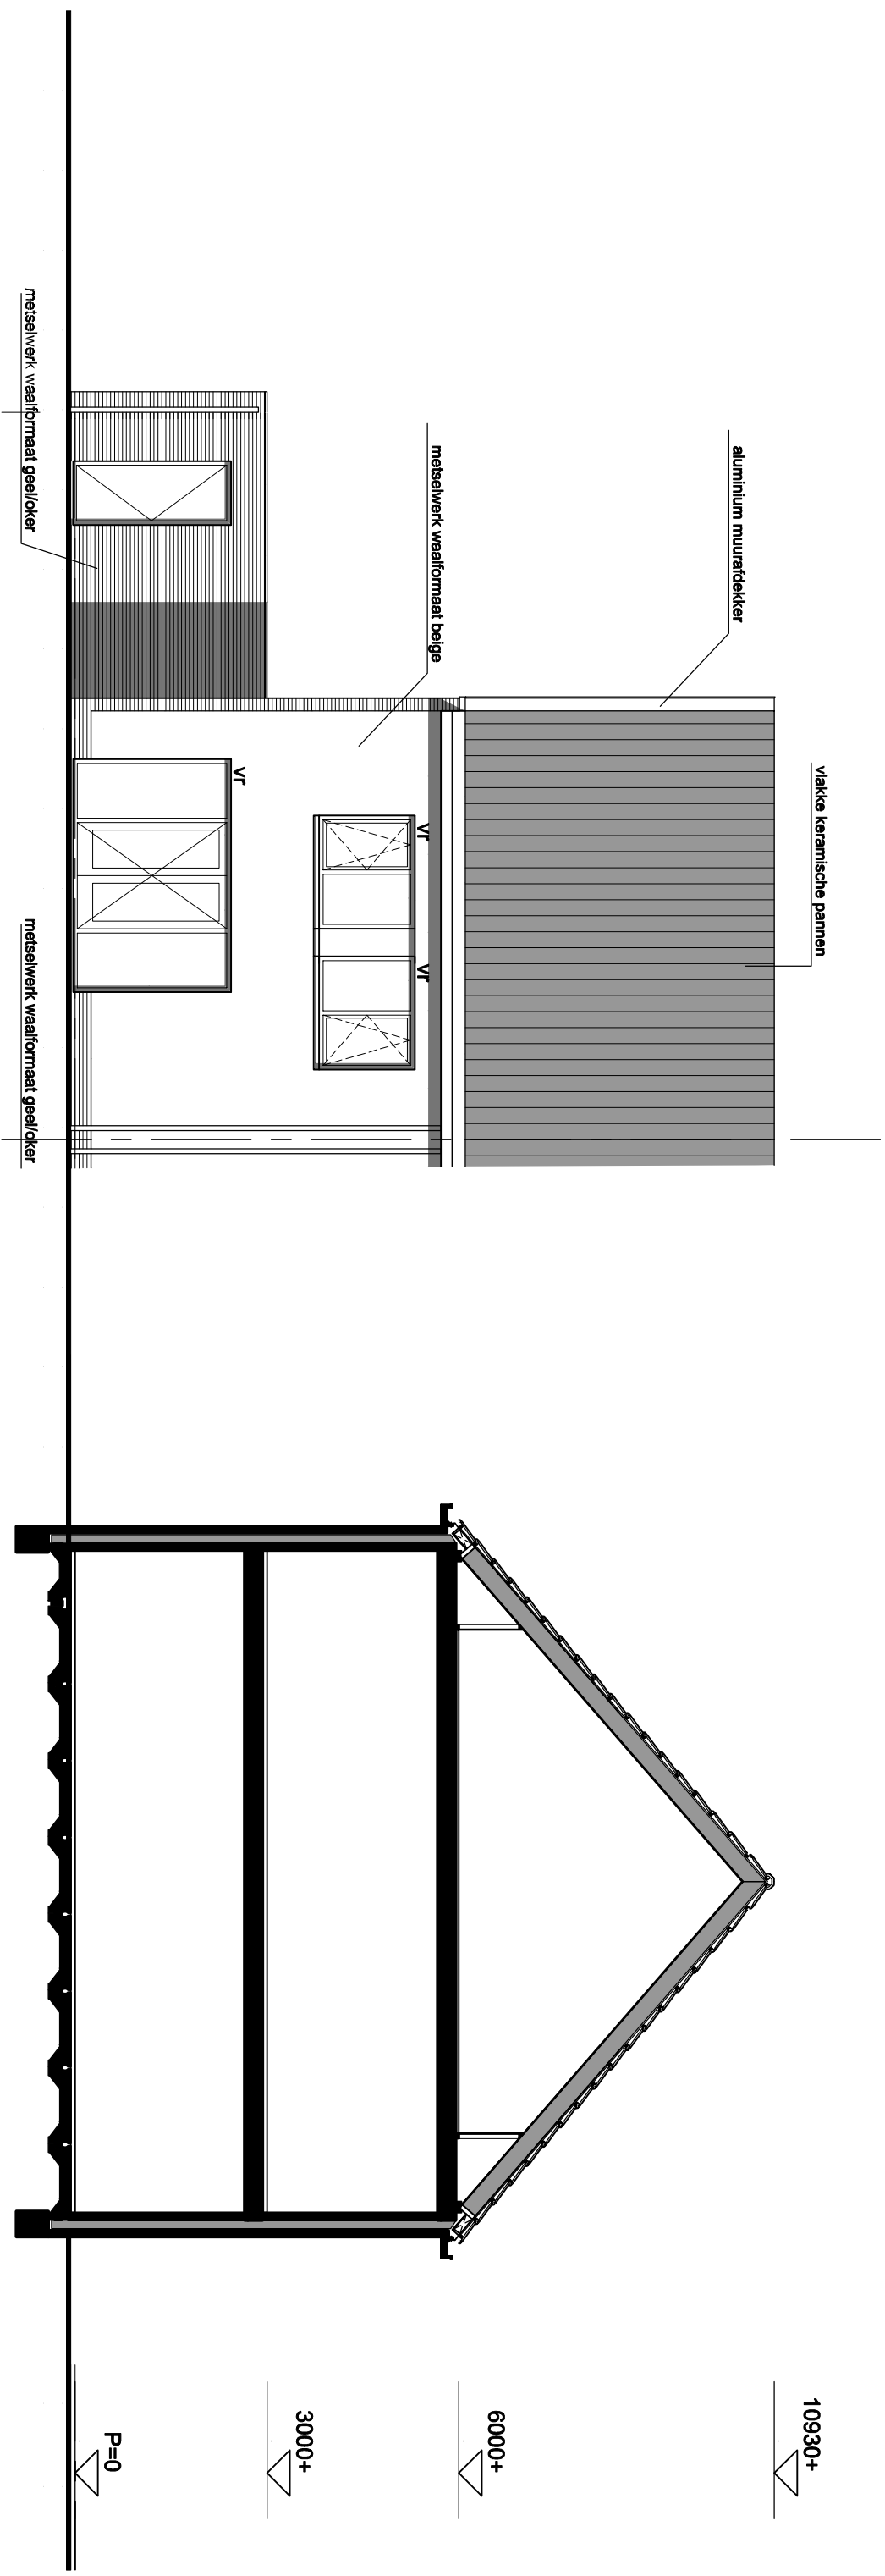 vlakke keramische pannen
aluminium muurafdekker
metselwerk waalformaat beige
vr
vr
vr
metselwerk waalformaat geel/oker
metselwerk waalformaat geel/oker
10930+
6000+
3000+
P=0